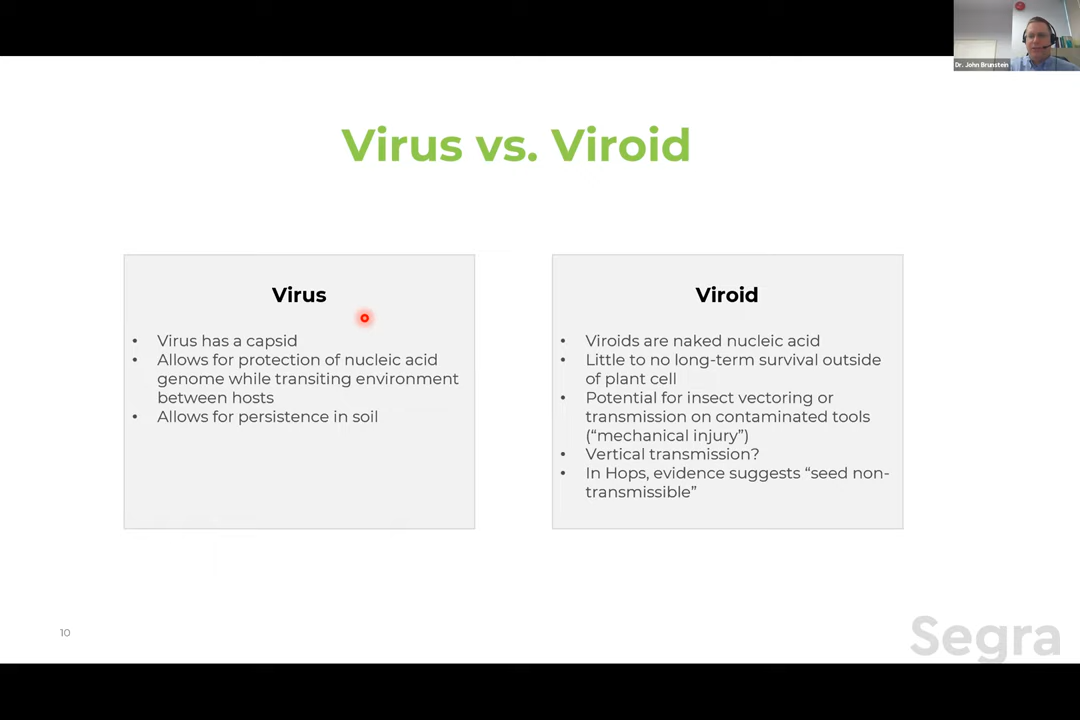 Dr. John Brunstein
Virus vs. Viroid
Virus
• Virus has a capsid
• Allows for protection of nucleic acid
genome while transiting environment
between hosts
• Allows for persistence in soil
Viroid
• Viroids are naked nucleic acid
• Little to no long-term survival outside
of plant cell
• Potential for insect vectoring or
transmission on contaminated tools
(“mechanical injury”)
• Vertical transmission?
• In Hops, evidence suggests “seed non-
transmissible”
10
Segra